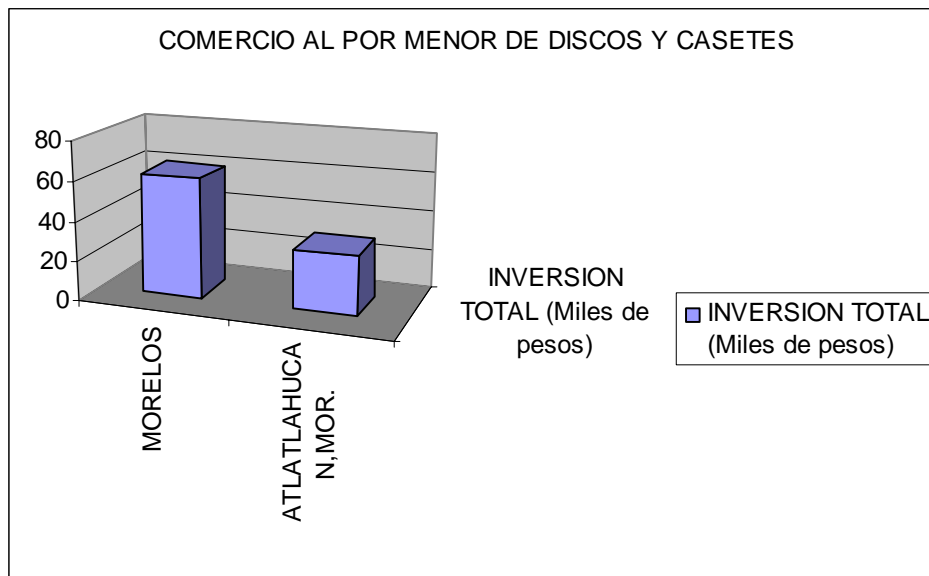 COMERCIO AL POR MENOR DE DISCOS Y CASETES
80
60
40
20
0
MORELOS
ATLATLAHUCA
N,MOR.
INVERSION
TOTAL (Miles de
pesos)
INVERSION TOTAL
(Miles de pesos)